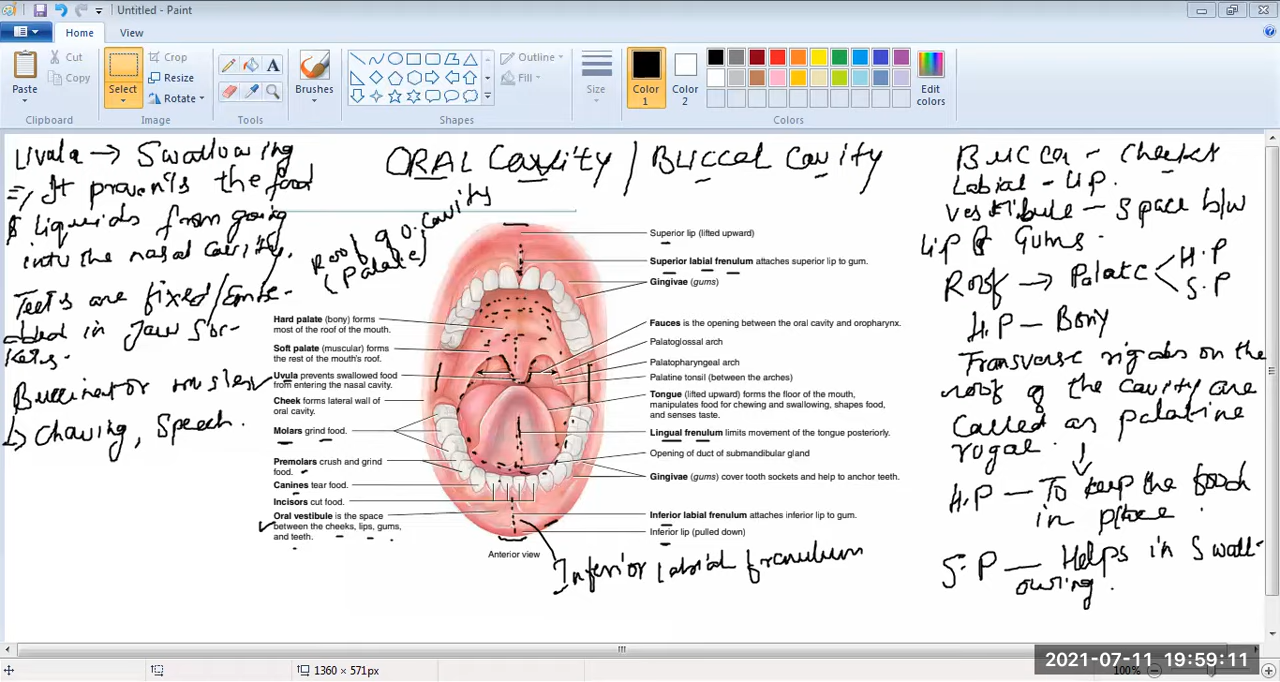 Untitled - Paint
Home
View
Paste
Cut
Copy
Clipboard
Select
Crop
Resize
Rotate
Image
Tools
Brushes
Shapes
Outline
Fill
Size
Color 1
Color 2
Edit colors
Colors
Uvala → Swallowing
⇒ It prevents the food
& liquids from going
into the nasal cavity.
Teeth are fixed/Embe-
dded in Jaw Soc-
kets.
Buccinator muscles
↳ Chewing, Speech.
ORAL Cavity / Buccal Cavity
Roof of O. Cavity
(Palate)
Bucca - Cheeks
Labial - Lip.
Vestibule - Space b/w
Lip & Gums.
Roof → Palate < H.P
S.P
H.P - Bony
Transverse rigads on the
roof of the cavity are
Called as palatine
rugal.
H.P — To keep the food
in place.
S.P — Helps in Swall-
owing.
Superior lip (lifted upward)
Superior labial frenulum attaches superior lip to gum.
Gingivae (gums)
Hard palate (bony) forms
most of the roof of the mouth.
Soft palate (muscular) forms
the rest of the mouth's roof.
Uvula prevents swallowed food
from entering the nasal cavity.
Cheek forms lateral wall of
oral cavity.
Molars grind food.
Premolars crush and grind
food.
Canines tear food.
Incisors cut food.
Oral vestibule is the space
between the cheeks, lips, gums,
and teeth.
Fauces is the opening between the oral cavity and oropharynx.
Palatoglossal arch
Palatopharyngeal arch
Palatine tonsil (between the arches)
Tongue (lifted upward) forms the floor of the mouth,
manipulates food for chewing and swallowing, shapes food,
and senses taste.
Lingual frenulum limits movement of the tongue posteriorly.
Opening of duct of submandibular gland
Gingivae (gums) cover tooth sockets and help to anchor teeth.
Inferior labial frenulum attaches inferior lip to gum.
Inferior lip (pulled down)
Anterior view
Inferior labial franulum
1360 × 571px
100%
2021-07-11 19:59:11